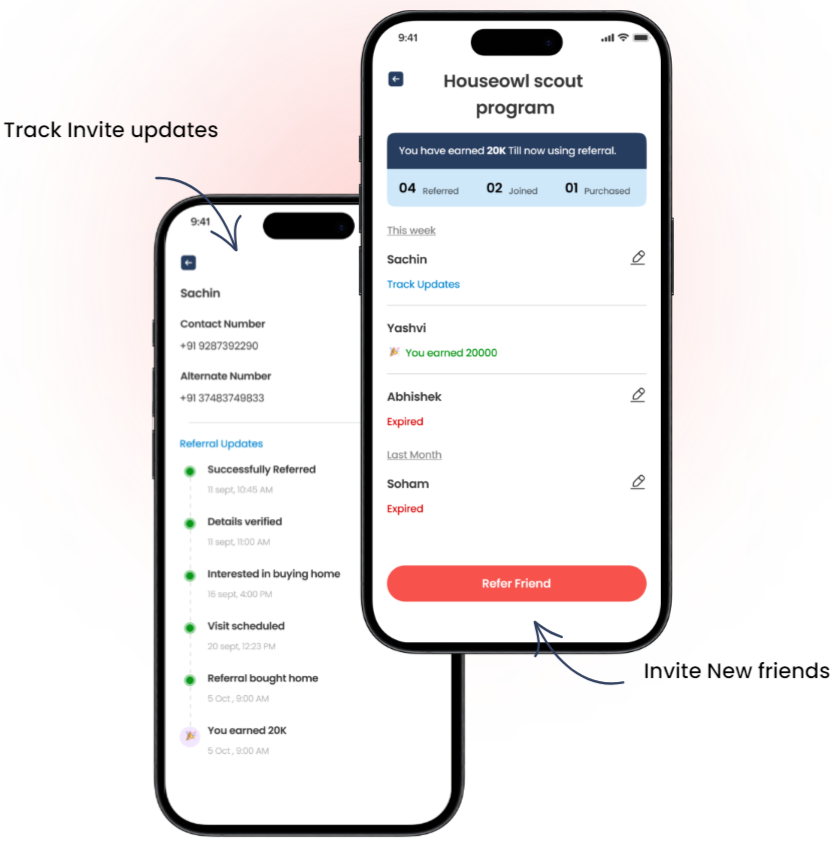 Track Invite updates
9:41
Sachin
Contact Number
+91 9287392290
Alternate Number
+91 37483749833
Referral Updates
Successfully Referred
11 sept, 10:45 AM
Details verified
11 sept, 11:00 AM
Interested in buying home
16 sept, 4:00 PM
Visit scheduled
20 sept, 12:23 PM
Referral bought home
5 Oct , 9:00 AM
You earned 20K
5 Oct , 9:00 AM
9:41
Houseowl scout
program
You have earned 20K Till now using referral.
04 Referred 02 Joined 01 Purchased
This week
Sachin
Track Updates
Yashvi
You earned 20000
Abhishek
Expired
Last Month
Soham
Expired
Refer Friend
Invite New friends